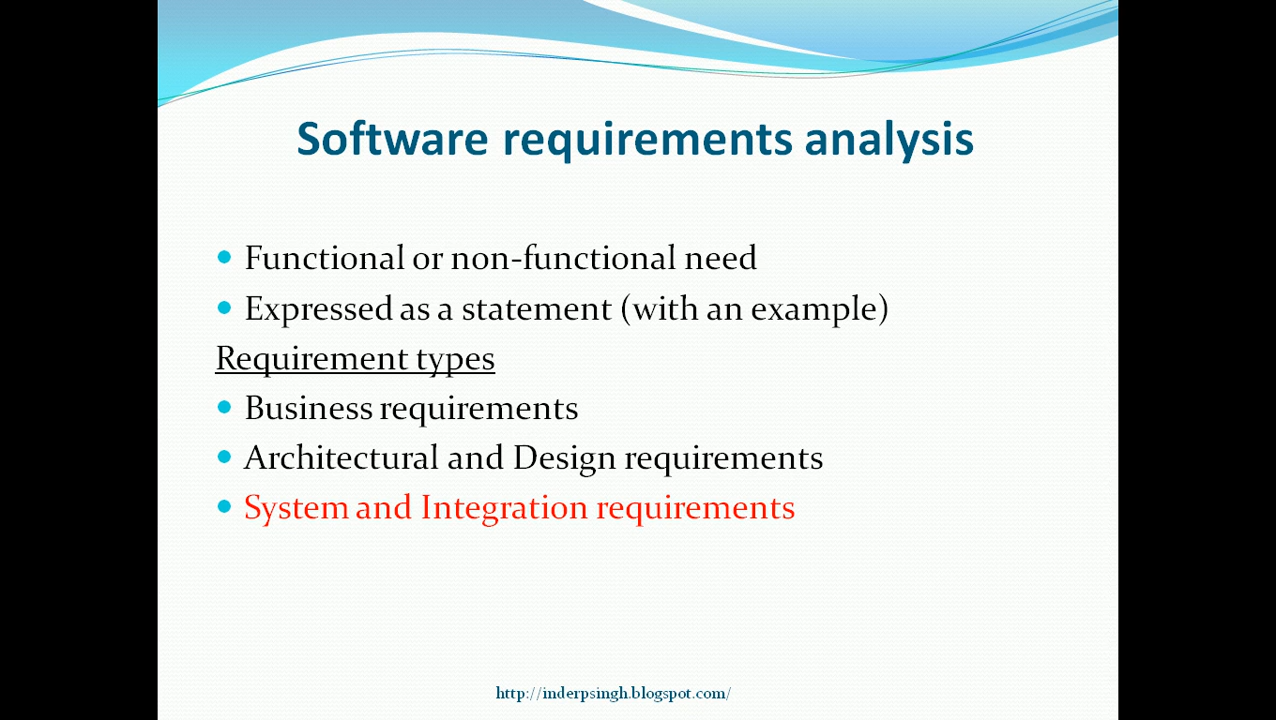 Software requirements analysis
Functional or non-functional need
Expressed as a statement (with an example)
Requirement types
Business requirements
Architectural and Design requirements
System and Integration requirements
http://inderpsingh.blogspot.com/